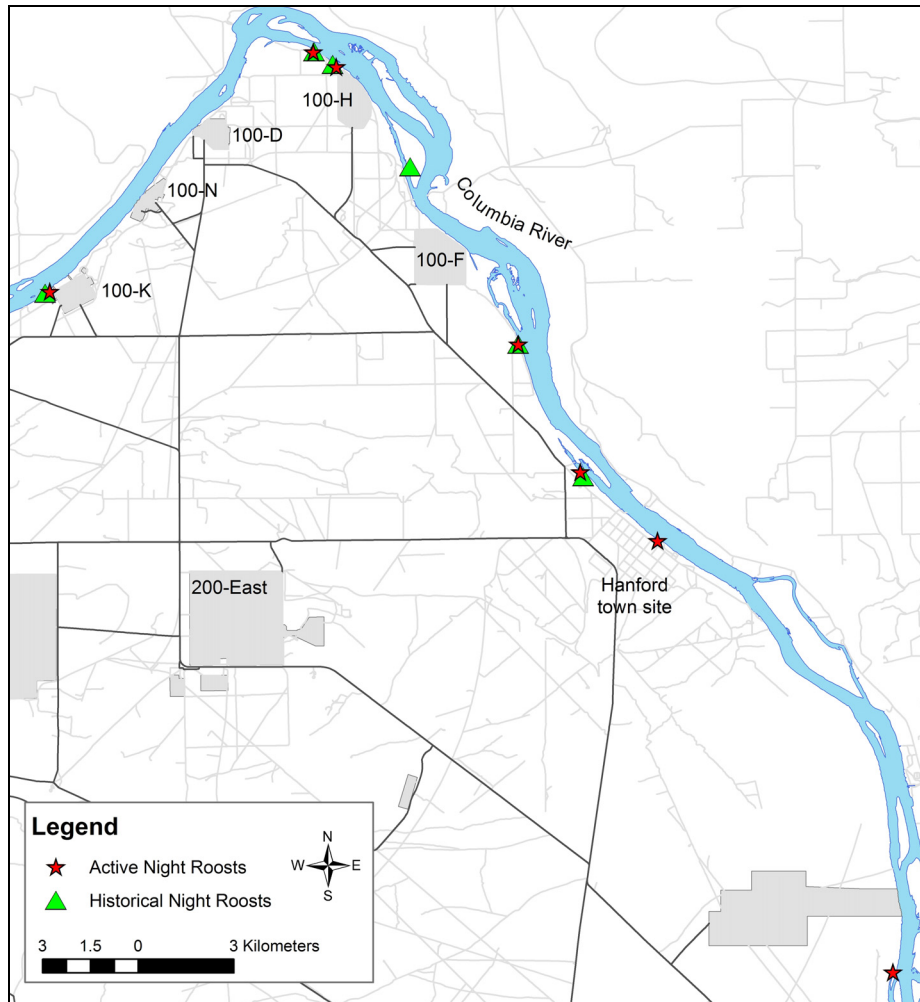 100-H
100-D
100-N
Columbia River
100-F
100-K
200-East
Hanford
town site
Legend
N
W E
S
Active Night Roosts
Historical Night Roosts
3 1.5 0 3 Kilometers